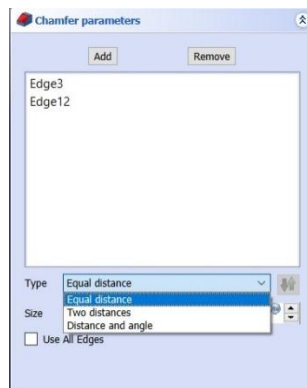 Chamfer parameters
Add Remove
Edge3
Edge12
Type Equal distance
Equal distance
Size Two distances
Distance and angle
Use All Edges